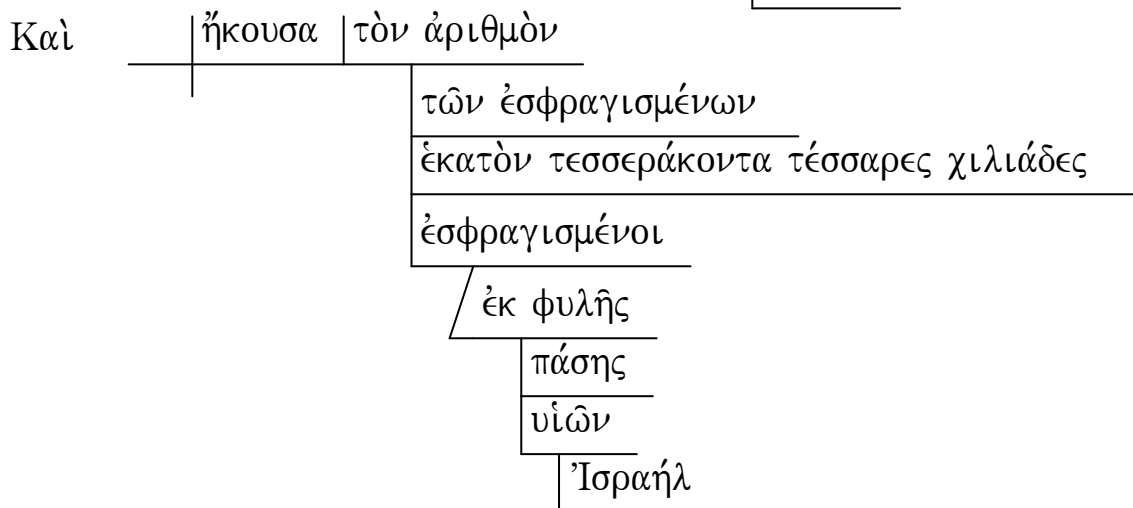 Καὶ ἤκουσα τὸν ἀριθμὸν
τῶν ἐσφραγισμένων
ἑκατὸν τεσσεράκοντα τέσσαρες χιλιάδες
ἐσφραγισμένοι
ἐκ φυλῆς
πάσης
υἱῶν
Ἰσραήλ